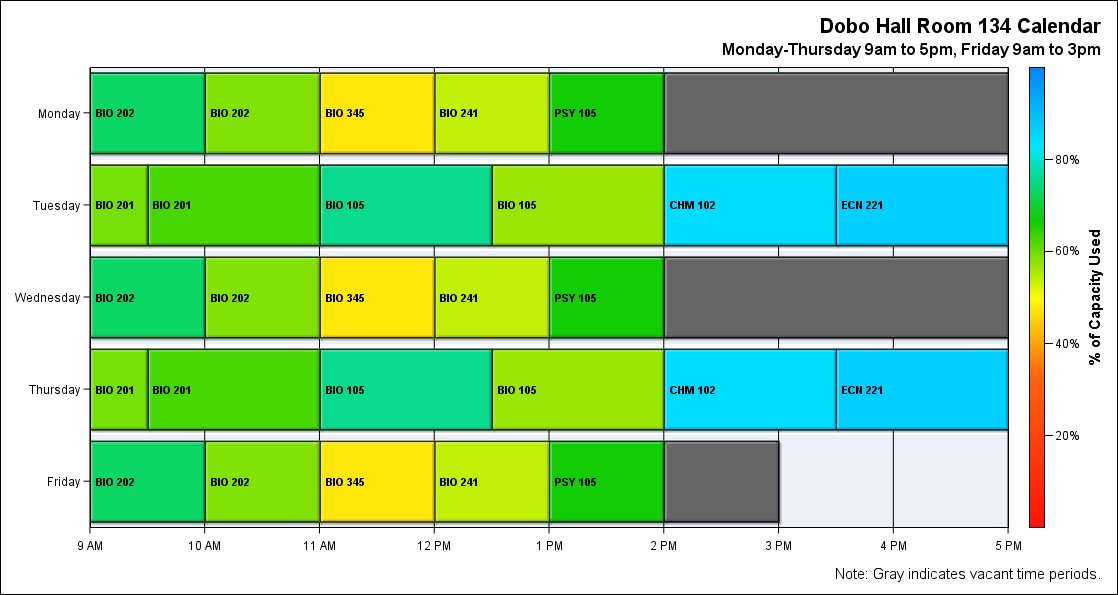 Dobo Hall Room 134 Calendar
Monday-Thursday 9am to 5pm, Friday 9am to 3pm
Monday
BIO 202
BIO 202
BIO 345
BIO 241
PSY 105
Tuesday
BIO 201
BIO 201
BIO 105
BIO 105
CHM 102
ECN 221
Wednesday
BIO 202
BIO 202
BIO 345
BIO 241
PSY 105
Thursday
BIO 201
BIO 201
BIO 105
BIO 105
CHM 102
ECN 221
Friday
BIO 202
BIO 202
BIO 345
BIO 241
PSY 105
9 AM
10 AM
11 AM
12 PM
1 PM
2 PM
3 PM
4 PM
5 PM
80%
60%
40%
20%
% of Capacity Used
Note: Gray indicates vacant time periods.